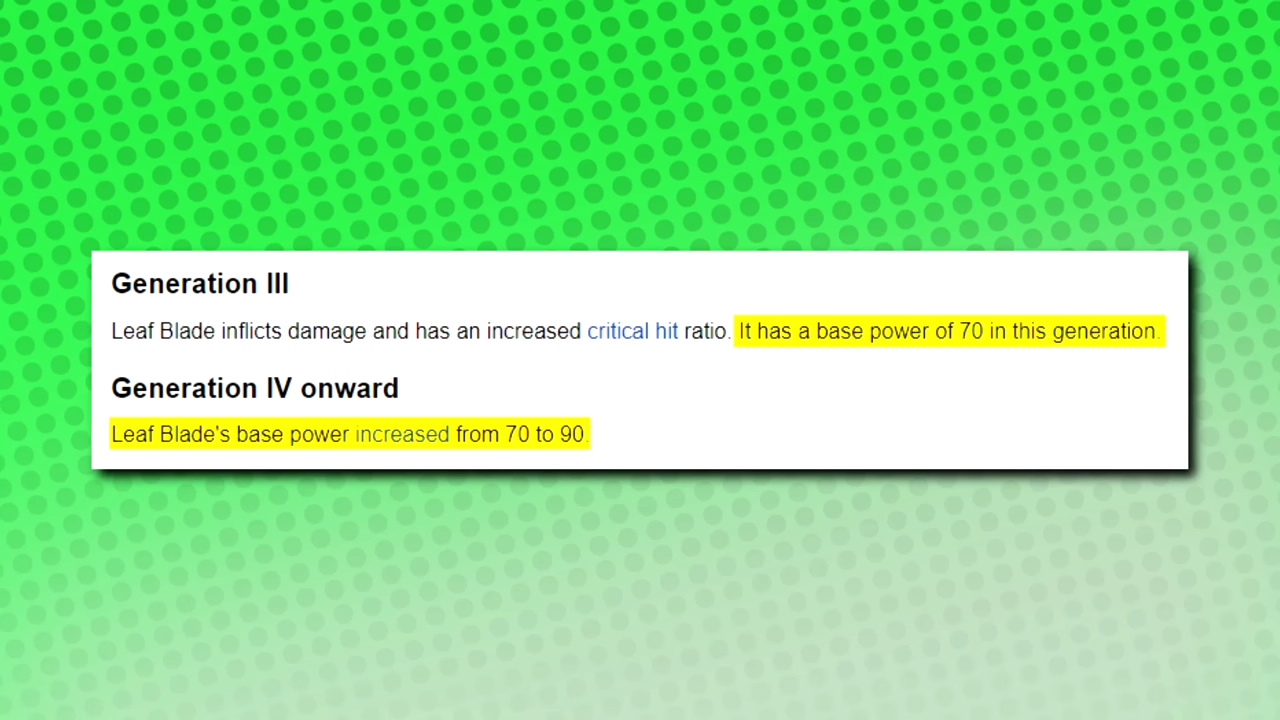 Generation III
Leaf Blade inflicts damage and has an increased critical hit ratio. It has a base power of 70 in this generation.
Generation IV onward
Leaf Blade's base power increased from 70 to 90.